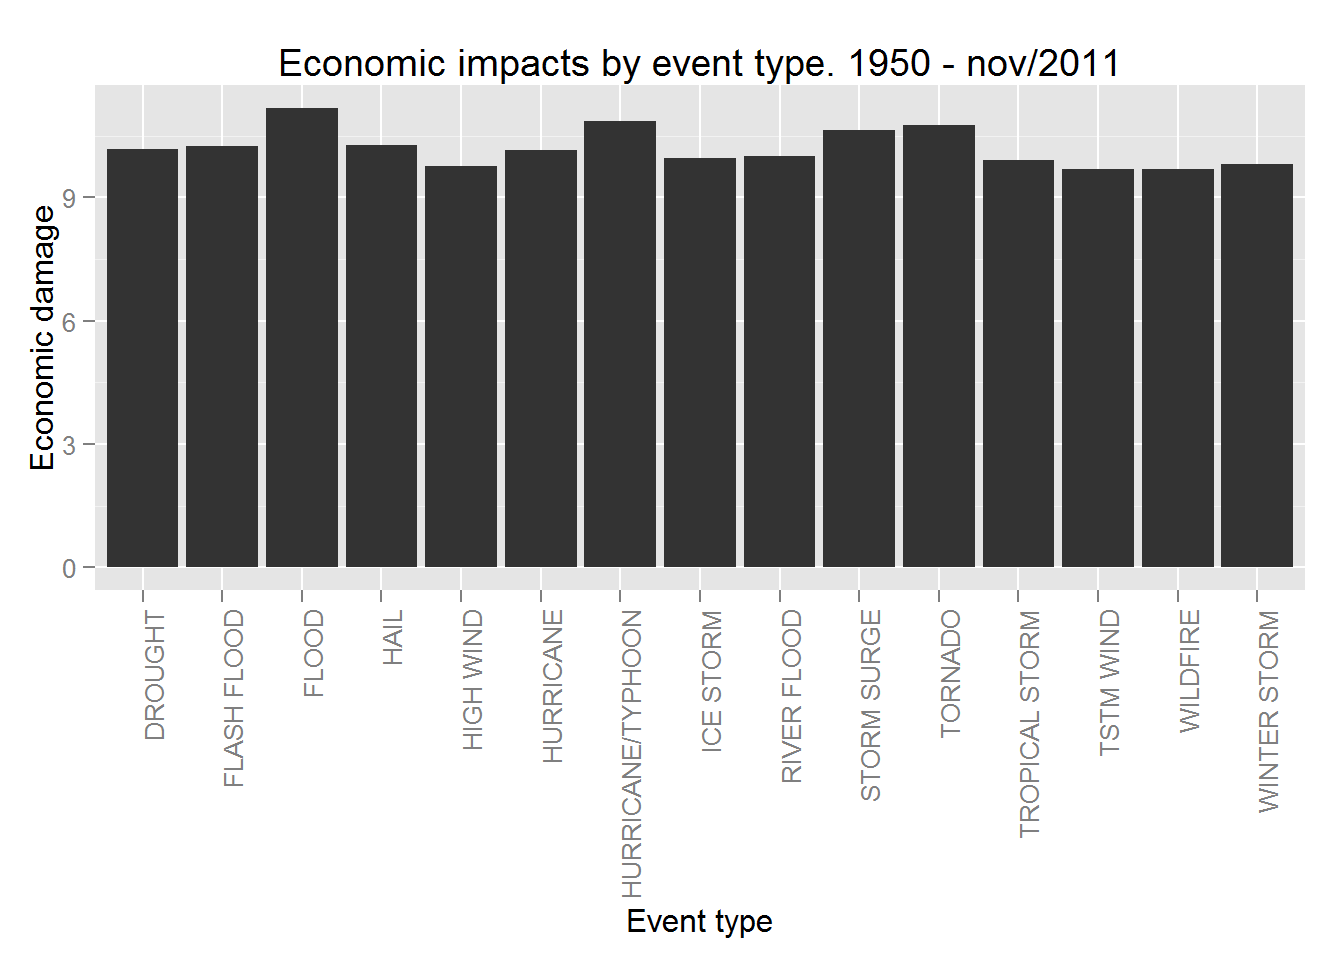 Economic impacts by event type. 1950 - nov/2011
Economic damage
9
6
3
0
DROUGHT
FLASH FLOOD
FLOOD
HAIL
HIGH WIND
HURRICANE
HURRICANE/TYPHOON
ICE STORM
RIVER FLOOD
STORM SURGE
TORNADO
TROPICAL STORM
TSTM WIND
WILDFIRE
WINTER STORM
Event type